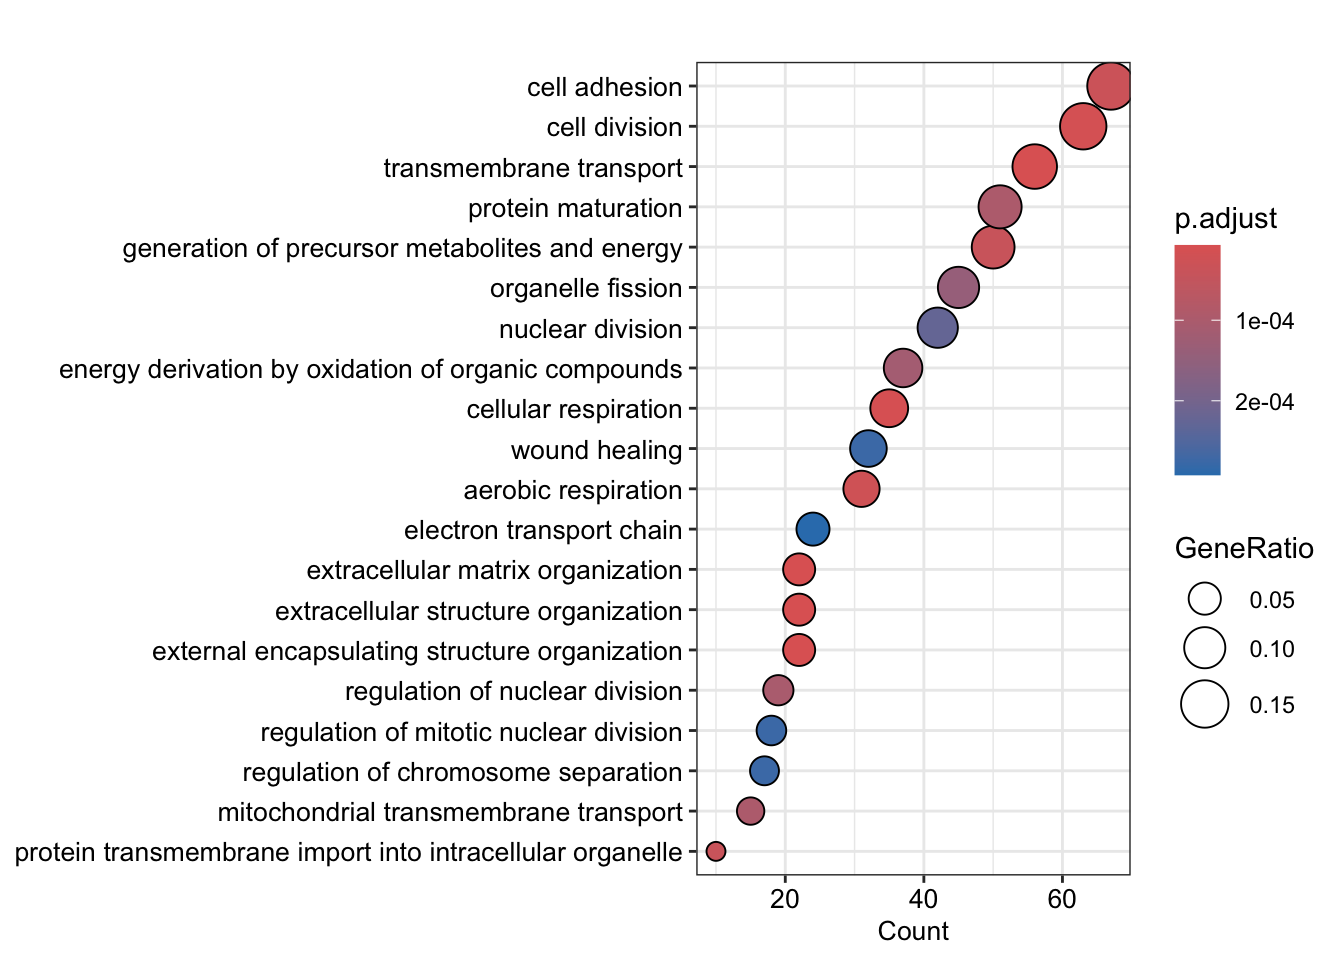 cell adhesion
cell division
transmembrane transport
protein maturation
generation of precursor metabolites and energy
organelle fission
nuclear division
energy derivation by oxidation of organic compounds
cellular respiration
wound healing
aerobic respiration
electron transport chain
extracellular matrix organization
extracellular structure organization
external encapsulating structure organization
regulation of nuclear division
regulation of mitotic nuclear division
regulation of chromosome separation
mitochondrial transmembrane transport
protein transmembrane import into intracellular organelle
20 40 60
Count
p.adjust
1e-04
2e-04
GeneRatio
0.05
0.10
0.15